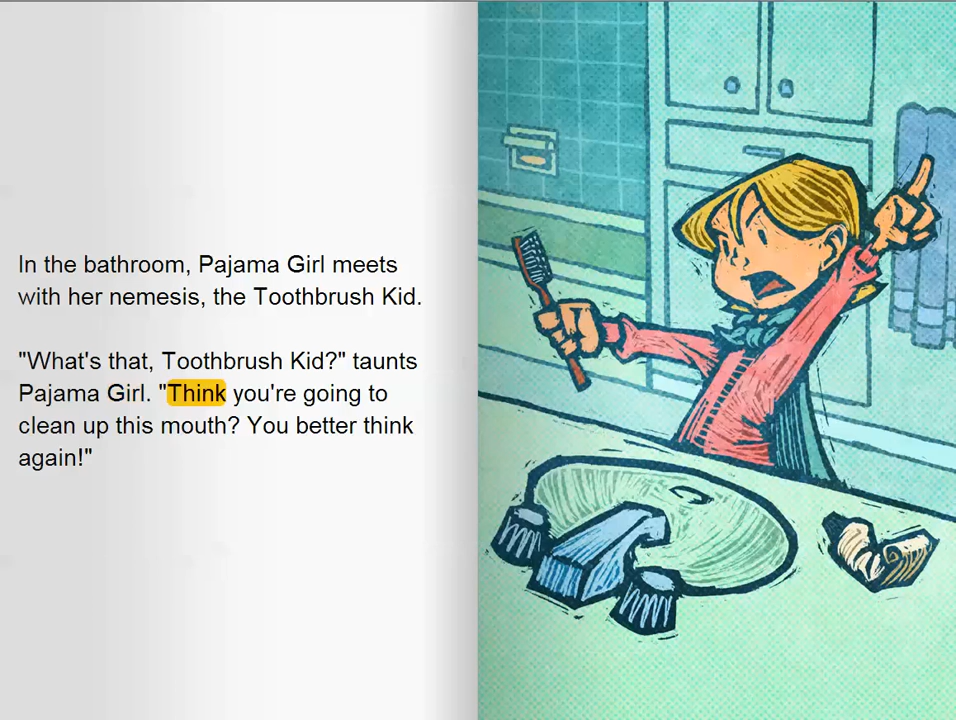 In the bathroom, Pajama Girl meets
with her nemesis, the Toothbrush Kid.
"What's that, Toothbrush Kid?" taunts
Pajama Girl. "Think you're going to
clean up this mouth? You better think
again!"